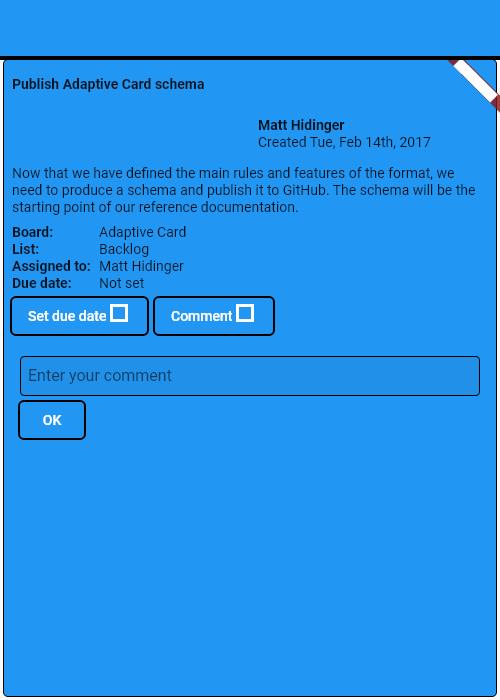 Publish Adaptive Card schema
Matt Hidinger
Created Tue, Feb 14th, 2017
Now that we have defined the main rules and features of the format, we
need to produce a schema and publish it to GitHub. The schema will be the
starting point of our reference documentation.
Board: Adaptive Card
List: Backlog
Assigned to: Matt Hidinger
Due date: Not set
Set due date Comment
Enter your comment
OK